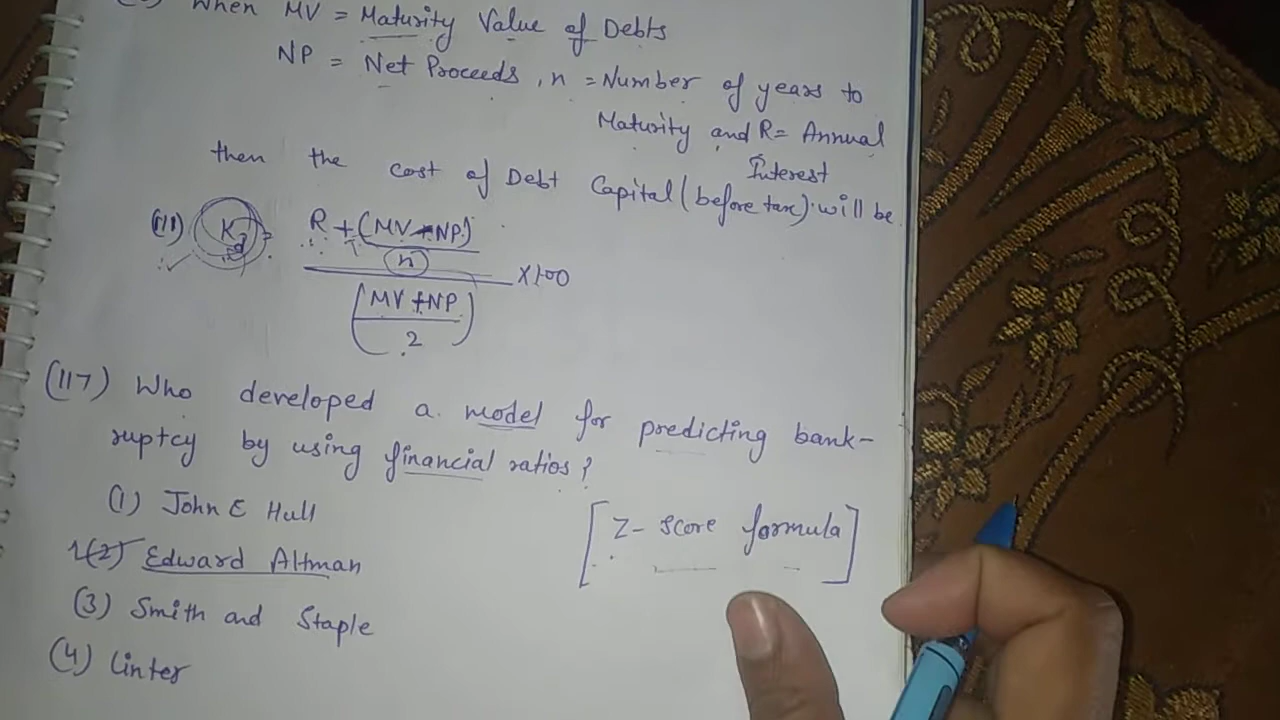 When MV = Maturity Value of Debts
NP = Net Proceeds, n = Number of years to
Maturity and R = Annual
Interest
then the cost of Debt Capital (before tax) will be
Kd = R + (MV - NP)
n
x100
(MV + NP)
2
(117) Who developed a model for predicting bank-
ruptcy by using financial ratios?
(1) John E Hull
(2) Edward Altman
[Z-score formula]
(3) Smith and Staple
(4) Linter